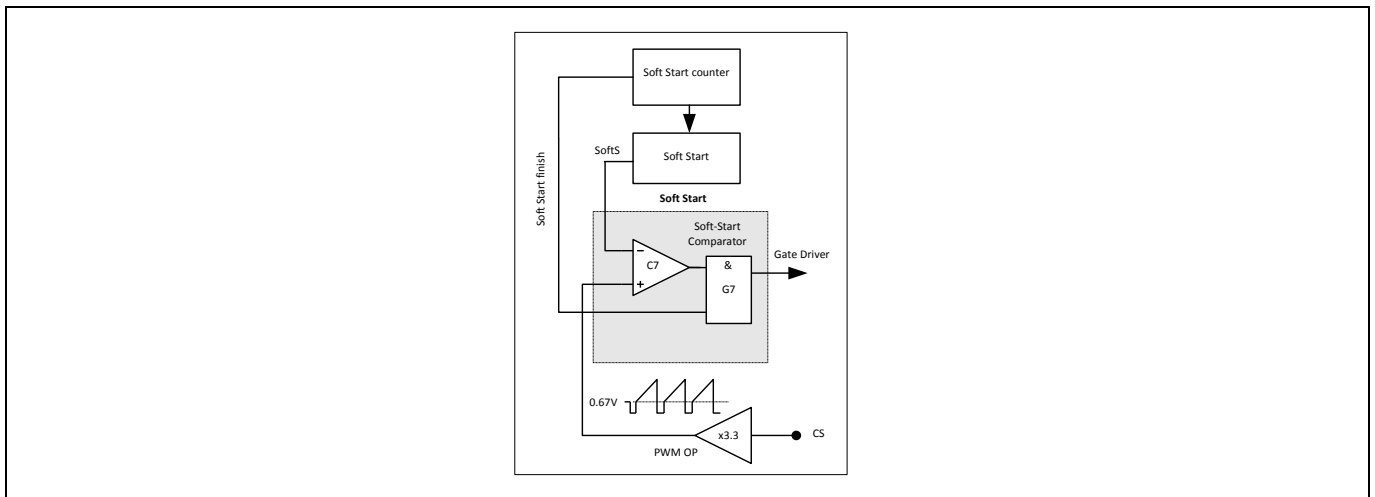 Soft Start counter
Soft Start finish
SoftS
Soft Start
Soft Start
Soft-Start
Comparator
Gate Driver
C7
&
G7
0.67V
x3.3
CS
PWM OP